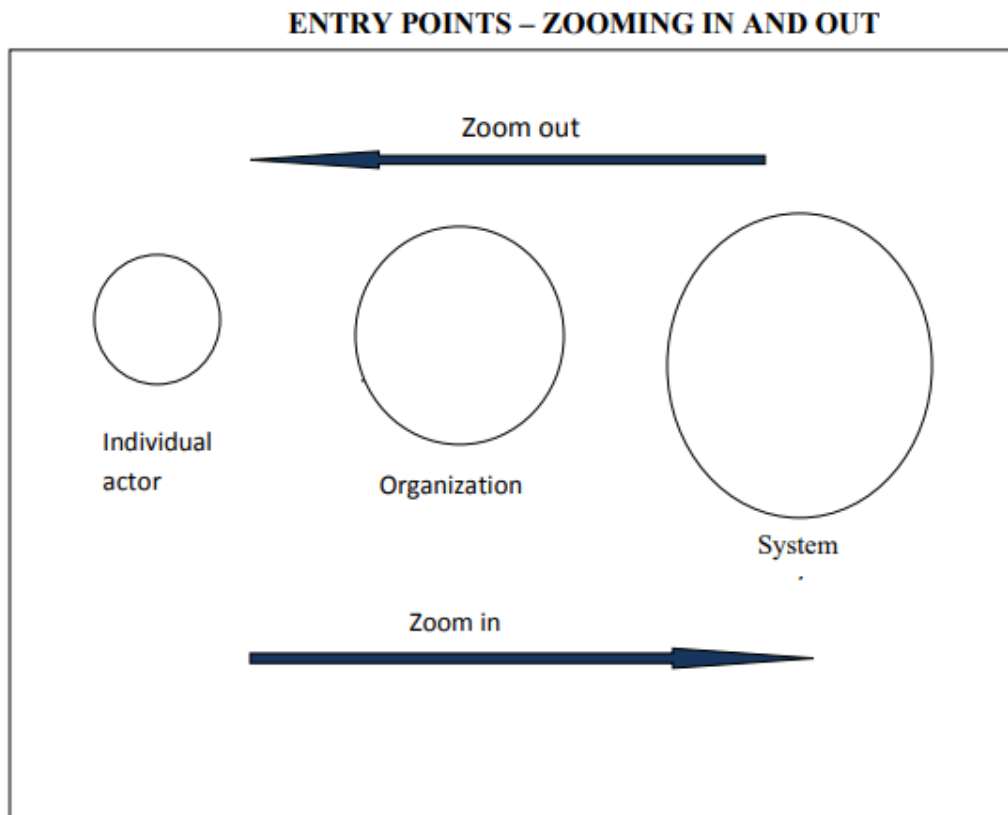 ENTRY POINTS – ZOOMING IN AND OUT
Zoom out
Individual
actor
Organization
System
Zoom in